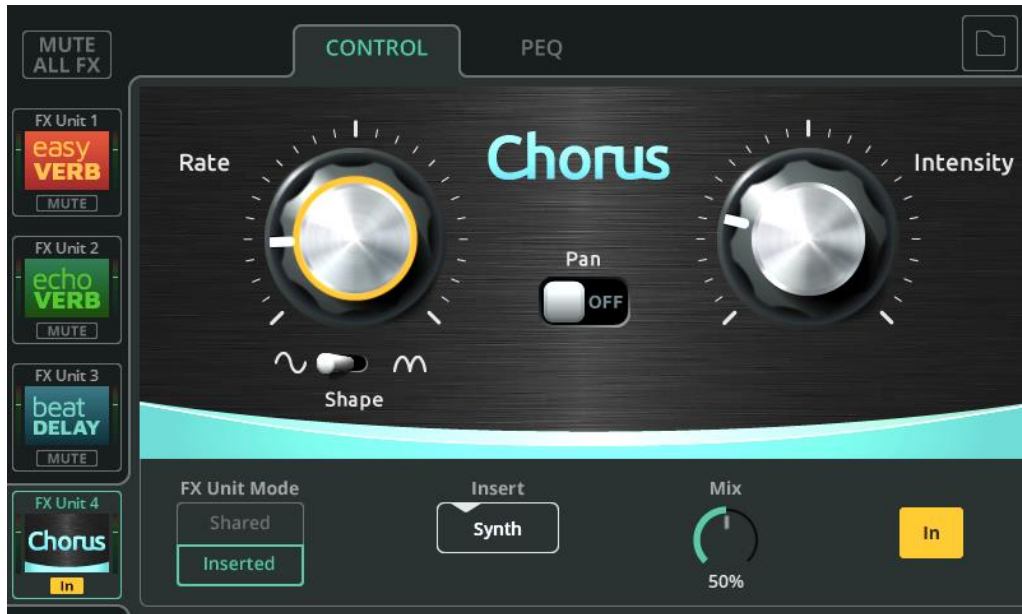 MUTE
ALL FX
CONTROL
PEQ
FX Unit 1
easy
VERB
MUTE
FX Unit 2
echo
VERB
MUTE
FX Unit 3
beat
DELAY
MUTE
FX Unit 4
Chorus
In
Rate
Chorus
Intensity
Pan
OFF
Shape
FX Unit Mode
Shared
Inserted
Insert
Synth
Mix
50%
In